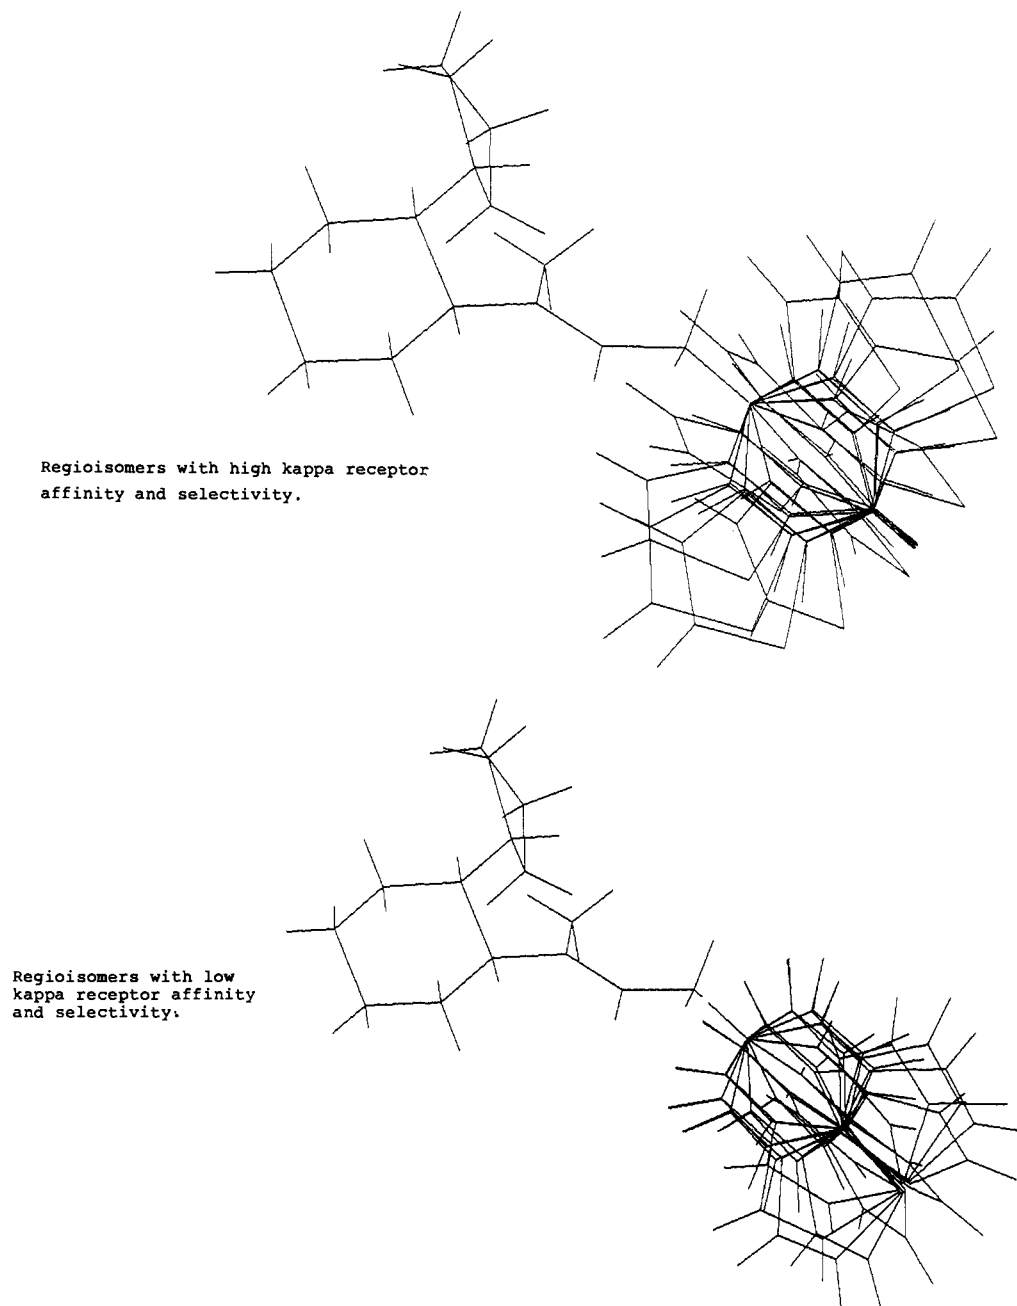 Regioisomers with high kappa receptor
affinity and selectivity.
Regioisomers with low
kappa receptor affinity
and selectivity.